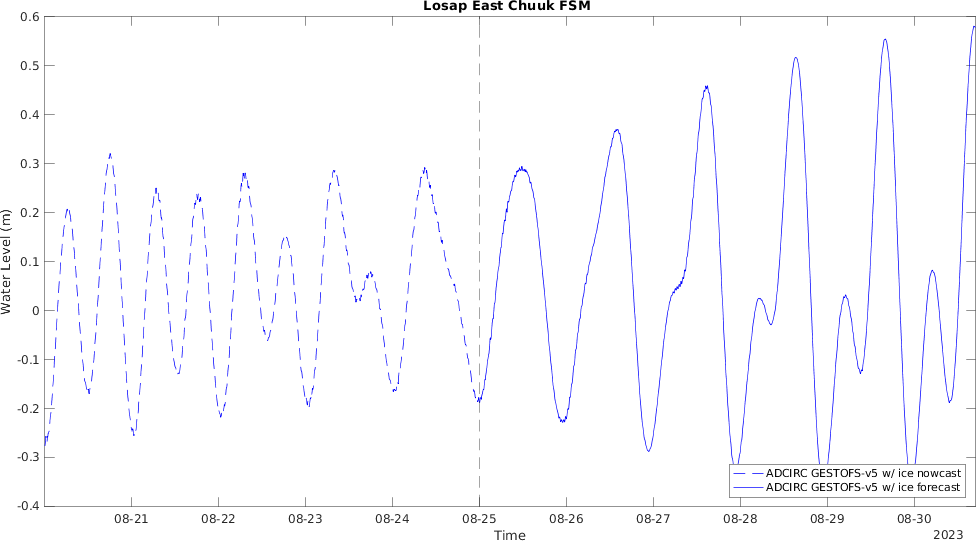 Losap East Chuuk FSM
0.6
0.5
0.4
0.3
0.2
0.1
0
-0.1
-0.2
-0.3
-0.4
Water Level (m)
ADCIRC GESTOFS-v5 w/ ice nowcast
ADCIRC GESTOFS-v5 w/ ice forecast
08-21 08-22 08-23 08-24 08-25 08-26 08-27 08-28 08-29 08-30
Time
2023